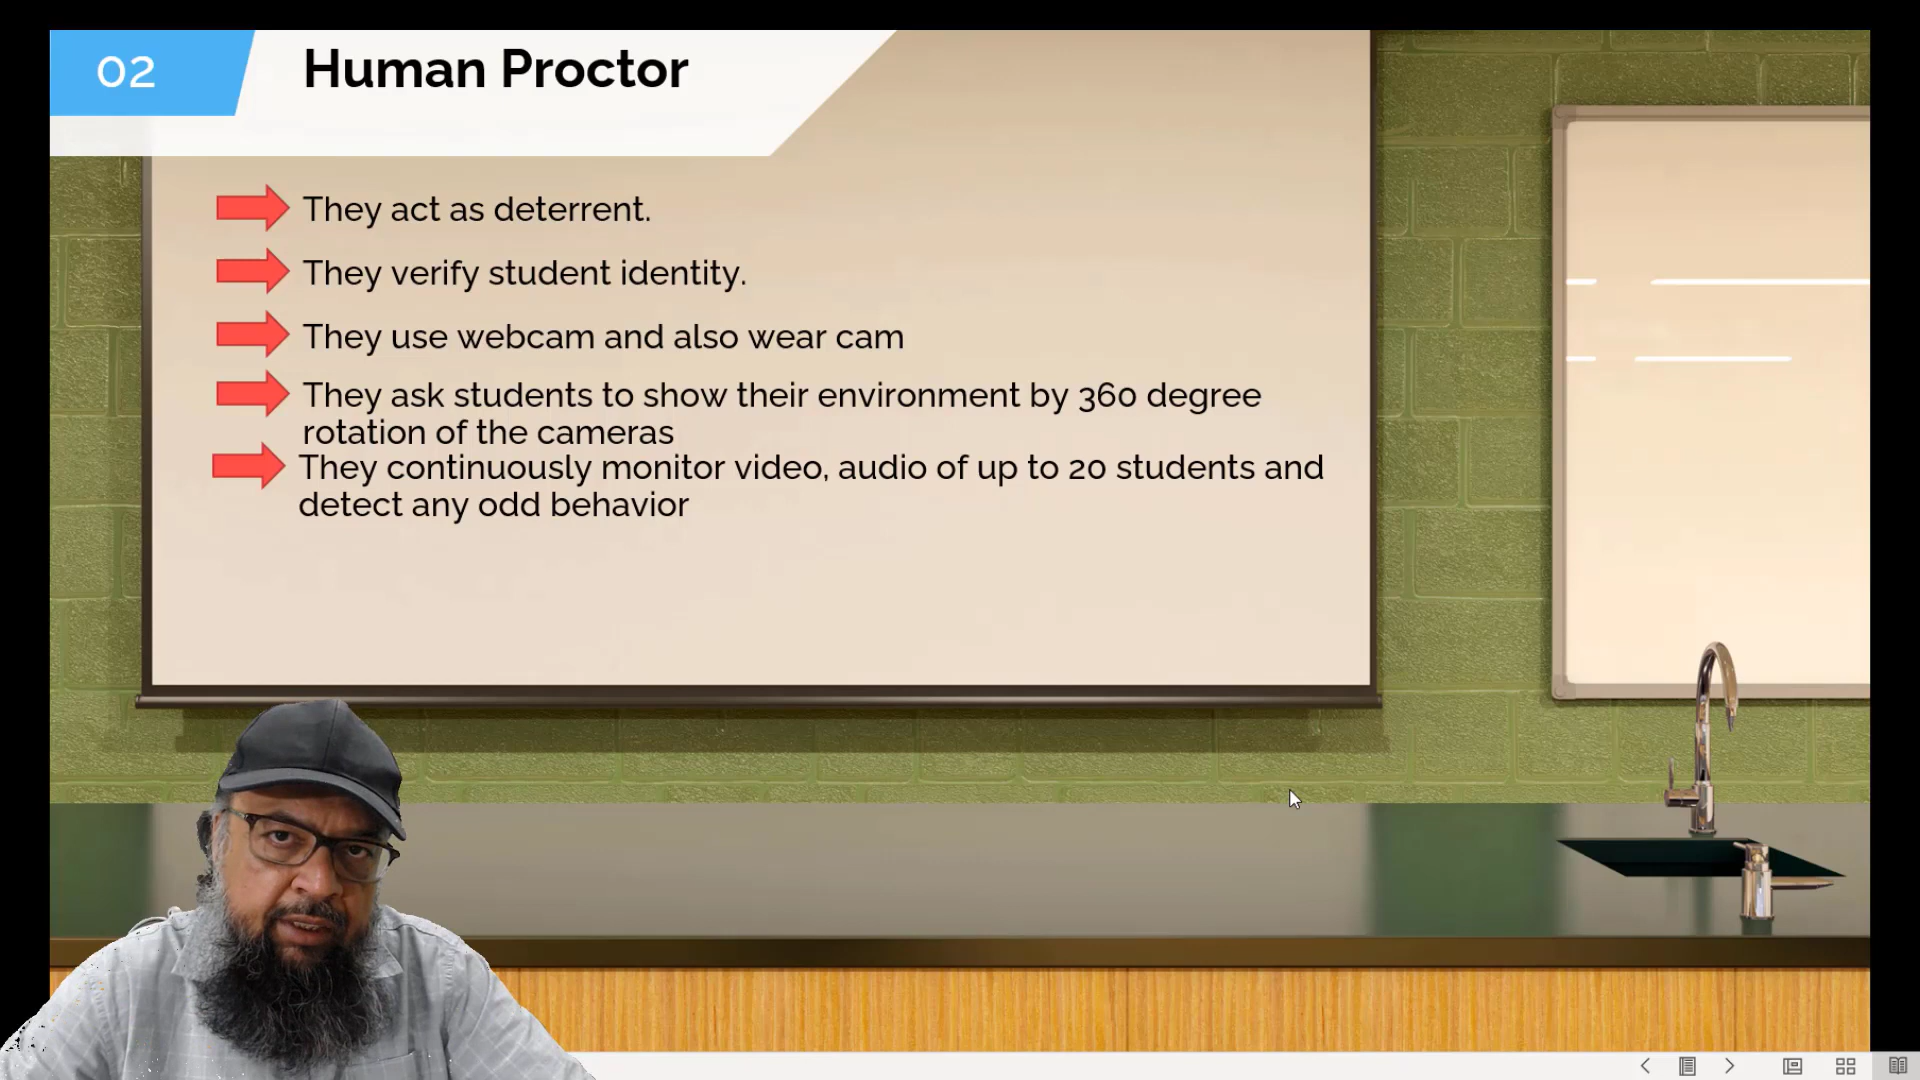 02
Human Proctor
They act as deterrent.
They verify student identity.
They use webcam and also wear cam
They ask students to show their environment by 360 degree
rotation of the cameras
They continuously monitor video, audio of up to 20 students and
detect any odd behavior